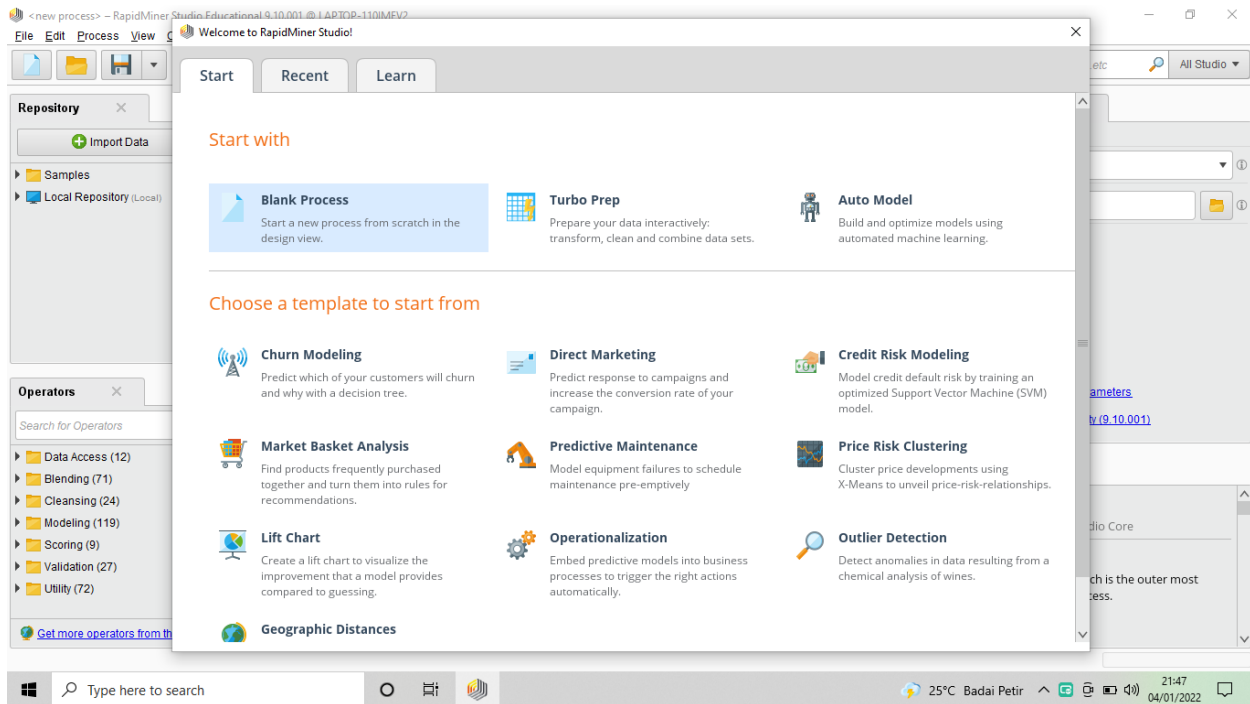 <new process> – RapidMiner Studio Educational 9.10.001 @ LAPTOP-110IMFV2
File Edit Process View
Welcome to RapidMiner Studio!
Start Recent Learn
etc
All Studio
Repository
Import Data
Samples
Local Repository (Local)
Start with
Blank Process
Start a new process from scratch in the
design view.
Turbo Prep
Prepare your data interactively:
transform, clean and combine data sets.
Auto Model
Build and optimize models using
automated machine learning.
Choose a template to start from
Churn Modeling
Predict which of your customers will churn
and why with a decision tree.
Direct Marketing
Predict response to campaigns and
increase the conversion rate of your
campaign.
Credit Risk Modeling
Model credit default risk by training an
optimized Support Vector Machine (SVM)
model.
Market Basket Analysis
Find products frequently purchased
together and turn them into rules for
recommendations.
Predictive Maintenance
Model equipment failures to schedule
maintenance pre-emptively
Price Risk Clustering
Cluster price developments using
X-Means to unveil price-risk-relationships.
Lift Chart
Create a lift chart to visualize the
improvement that a model provides
compared to guessing.
Operationalization
Embed predictive models into business
processes to trigger the right actions
automatically.
Outlier Detection
Detect anomalies in data resulting from a
chemical analysis of wines.
Geographic Distances
Operators
Search for Operators
Data Access (12)
Blending (71)
Cleansing (24)
Modeling (119)
Scoring (9)
Validation (27)
Utility (72)
Get more operators from th
ameters
(9.10.001)
dio Core
ch is the outer most
cess.
Type here to search
25°C Badai Petir
21:47
04/01/2022